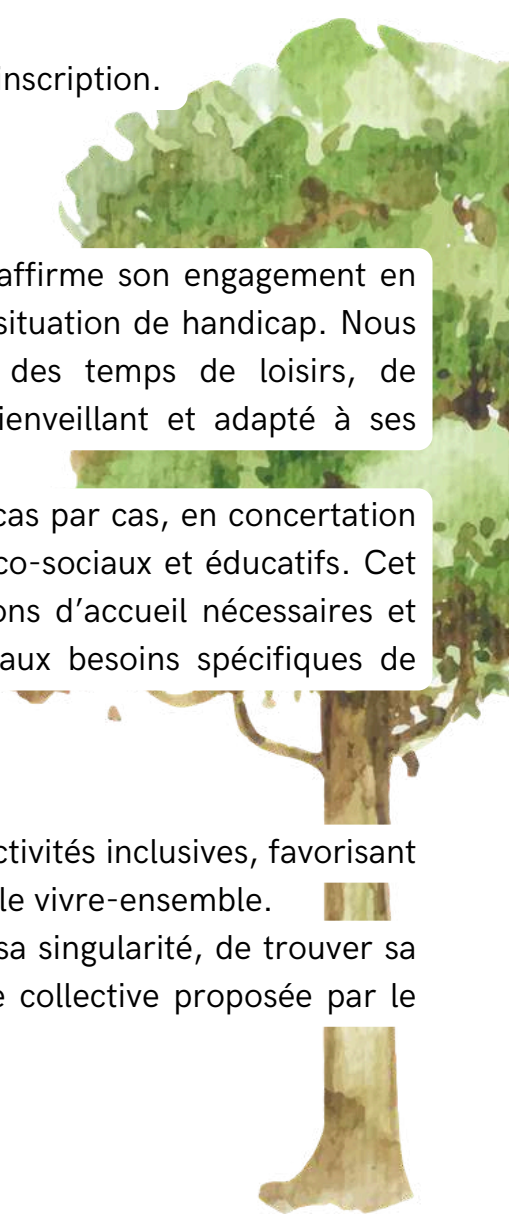 inscription.
affirme son engagement en
situation de handicap. Nous
des temps de loisirs, de
ienveillant et adapté à ses
cas par cas, en concertation
co-sociaux et éducatifs. Cet
ons d’accueil nécessaires et
aux besoins spécifiques de
ctivités inclusives, favorisant
le vivre-ensemble.
sa singularité, de trouver sa
e collective proposée par le